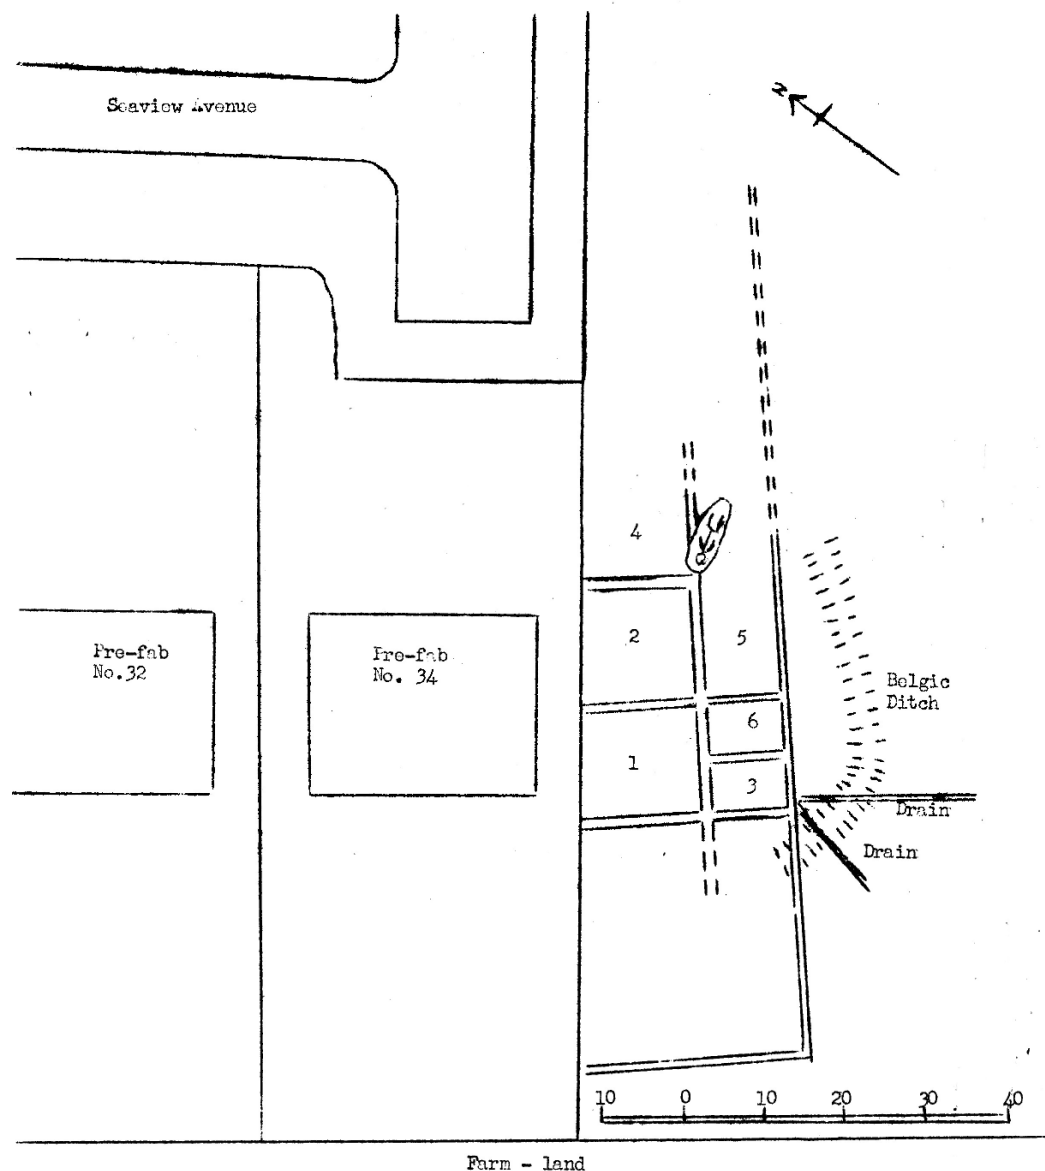 Seaview Avenue
N
4
2
5
Pre-fab
No.32
Pre-fab
No. 34
Belgic
Ditch
6
1
3
Drain
Drain
10 0 10 20 30 40
Farm - land